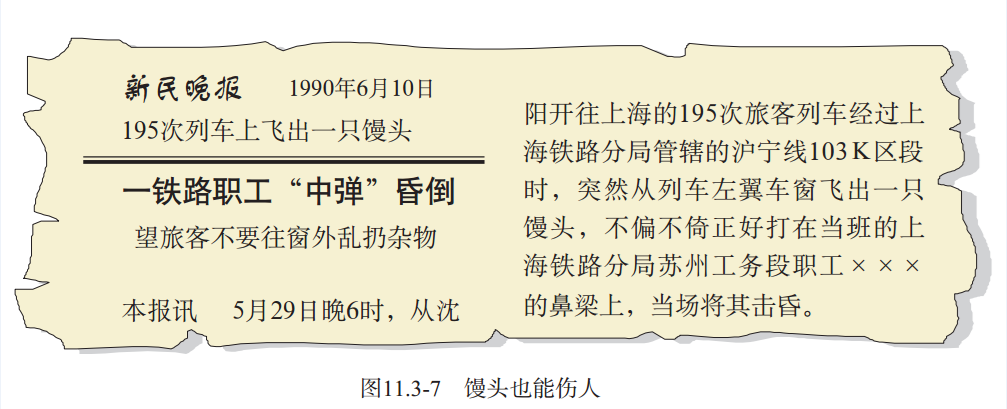 新民晚报 1990年6月10日
195次列车上飞出一只馒头
一铁路职工“中弹”昏倒
望旅客不要往窗外乱扔杂物
本报讯 5月29日晚6时，从沈
阳开往上海的195次旅客列车经过上
海铁路分局管辖的沪宁线103K区段
时，突然从列车左翼车窗飞出一只
馒头，不偏不倚正好打在当班的上
海铁路分局苏州工务段职工×××
的鼻梁上，当场将其击昏。
图11.3-7 馒头也能伤人